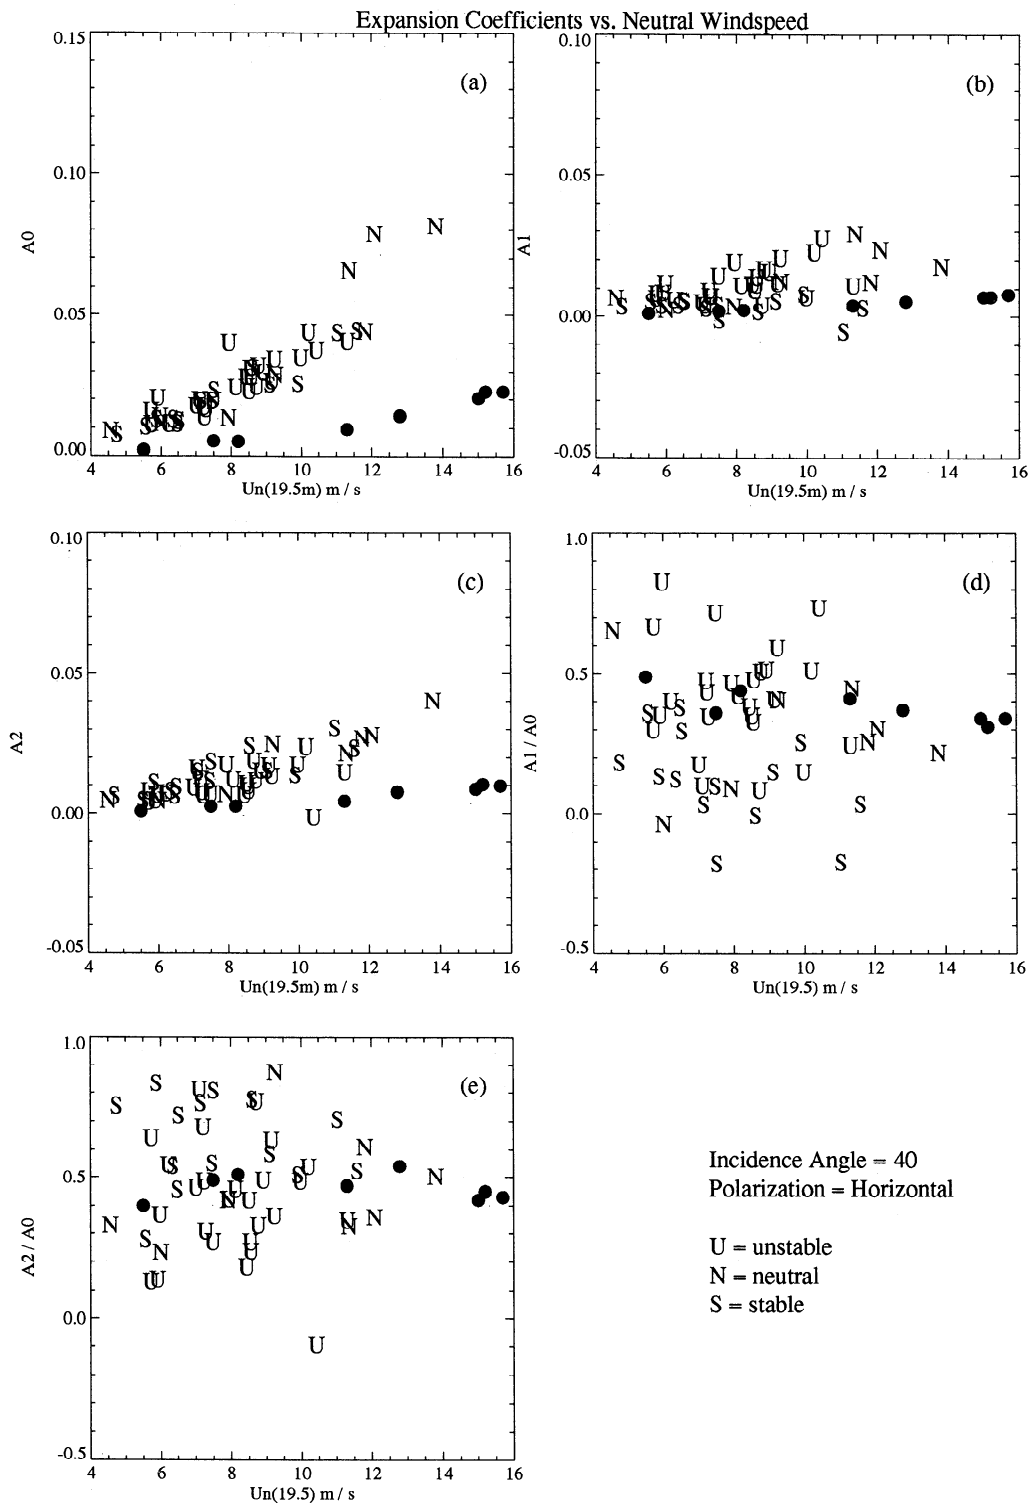 Expansion Coefficients vs. Neutral Windspeed
0.15
0.10
0.05
0.00
A0
(a)
4 6 8 10 12 14 16
Un(19.5m) m / s
0.10
0.05
0.00
-0.05
A1
(b)
4 6 8 10 12 14 16
Un(19.5m) m / s
0.10
0.05
0.00
-0.05
A2
(c)
4 6 8 10 12 14 16
Un(19.5m) m / s
1.0
0.5
0.0
-0.5
A1 / A0
(d)
4 6 8 10 12 14 16
Un(19.5) m / s
1.0
0.5
0.0
-0.5
A2 / A0
(e)
4 6 8 10 12 14 16
Un(19.5) m / s
Incidence Angle = 40
Polarization = Horizontal
U = unstable
N = neutral
S = stable